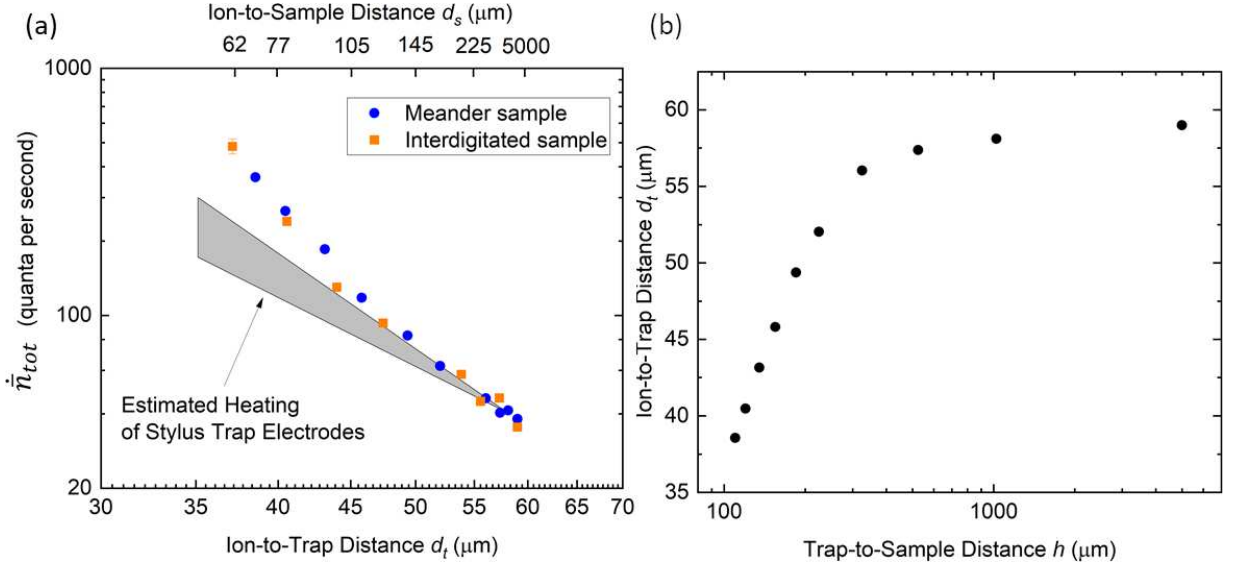 (a)
Ion-to-Sample Distance d_s (μm)
62 77 105 145 225 5000
1000
100
20
ṅ̄_tot (quanta per second)
Meander sample
Interdigitated sample
Estimated Heating
of Stylus Trap Electrodes
30 35 40 45 50 55 60 65 70
Ion-to-Trap Distance d_t (μm)
(b)
60
55
50
45
40
35
Ion-to-Trap Distance d_t (μm)
100 1000
Trap-to-Sample Distance h (μm)